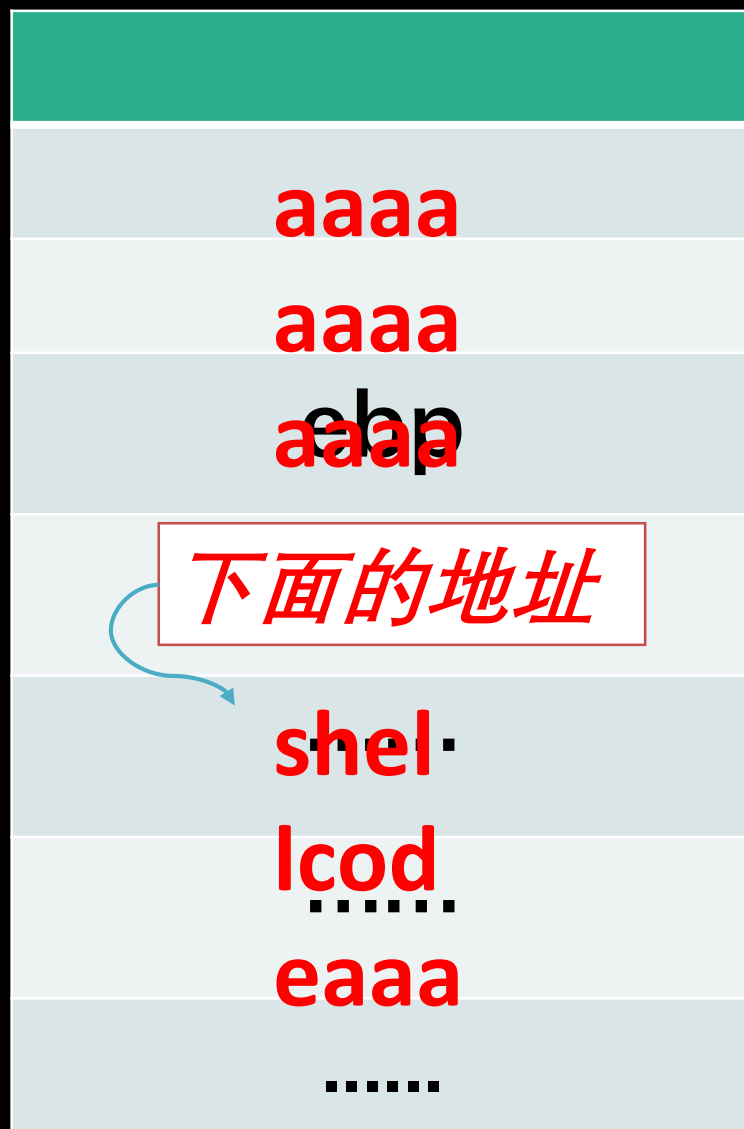 aaaa
aaaa
ebp
aaaa
下面的地址
......
shel
lcod
......
eaaa
......